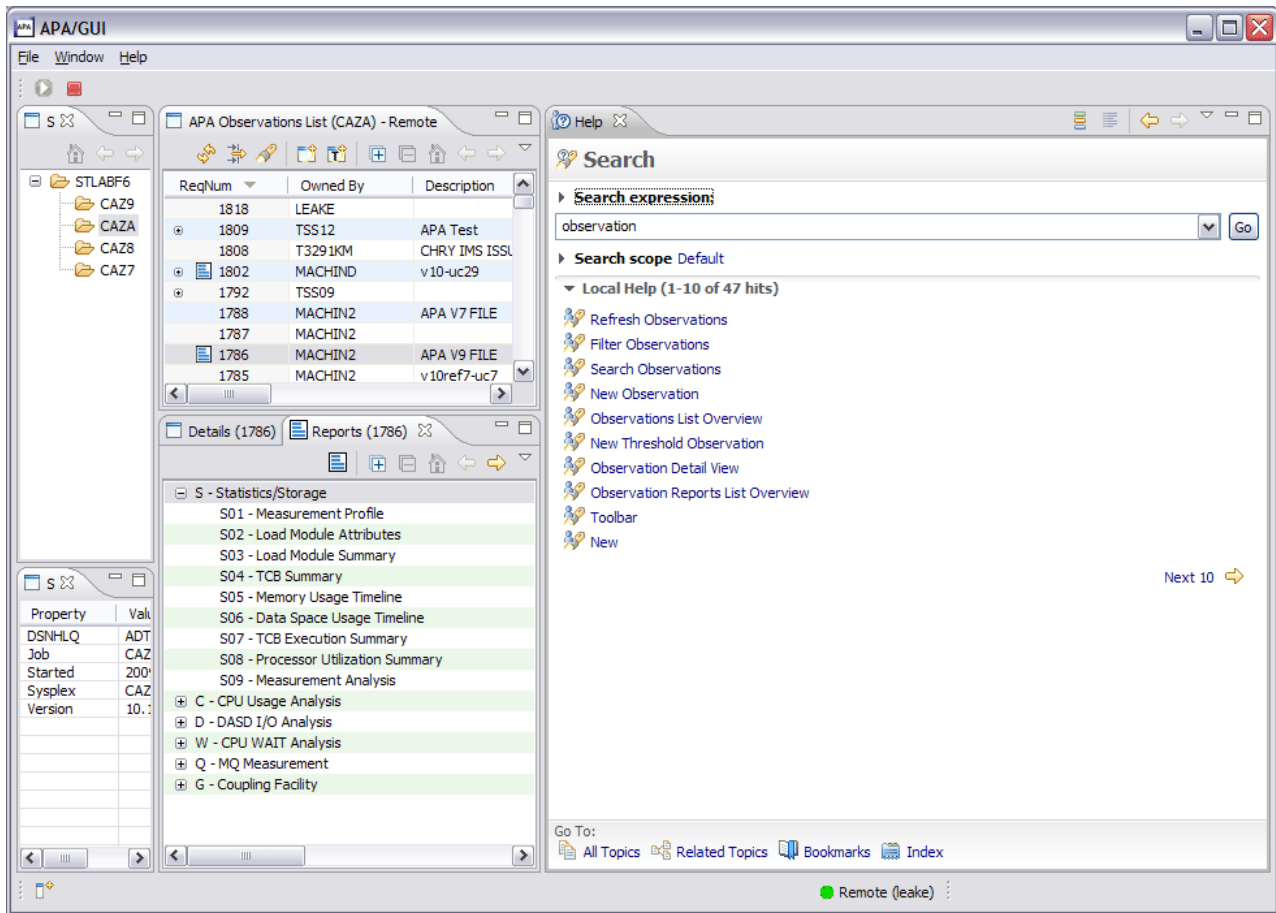 APA APA/GUI
File Window Help
S
STLABF6
CAZ9
CAZA
CAZ8
CAZ7
APA Observations List (CAZA) - Remote
ReqNum Owned By Description
1818 LEAKE
1809 TSS12 APA Test
1808 T3291KM CHRY IMS ISSU
1802 MACHIND v10-uc29
1792 TSS09
1788 MACHIN2 APA V7 FILE
1787 MACHIN2
1786 MACHIN2 APA V9 FILE
1785 MACHIN2 v10ref7-uc7
Details (1786) Reports (1786)
S - Statistics/Storage
S01 - Measurement Profile
S02 - Load Module Attributes
S03 - Load Module Summary
S04 - TCB Summary
S05 - Memory Usage Timeline
S06 - Data Space Usage Timeline
S07 - TCB Execution Summary
S08 - Processor Utilization Summary
S09 - Measurement Analysis
C - CPU Usage Analysis
D - DASD I/O Analysis
W - CPU WAIT Analysis
Q - MQ Measurement
G - Coupling Facility
S
Property Valu
DSNHLQ ADT
Job CAZ
Started 200
Sysplex CAZ
Version 10.
Help
Search
Search expression:
observation Go
Search scope Default
Local Help (1-10 of 47 hits)
Refresh Observations
Filter Observations
Search Observations
New Observation
Observations List Overview
New Threshold Observation
Observation Detail View
Observation Reports List Overview
Toolbar
New
Next 10
Go To:
All Topics Related Topics Bookmarks Index
Remote (leake)